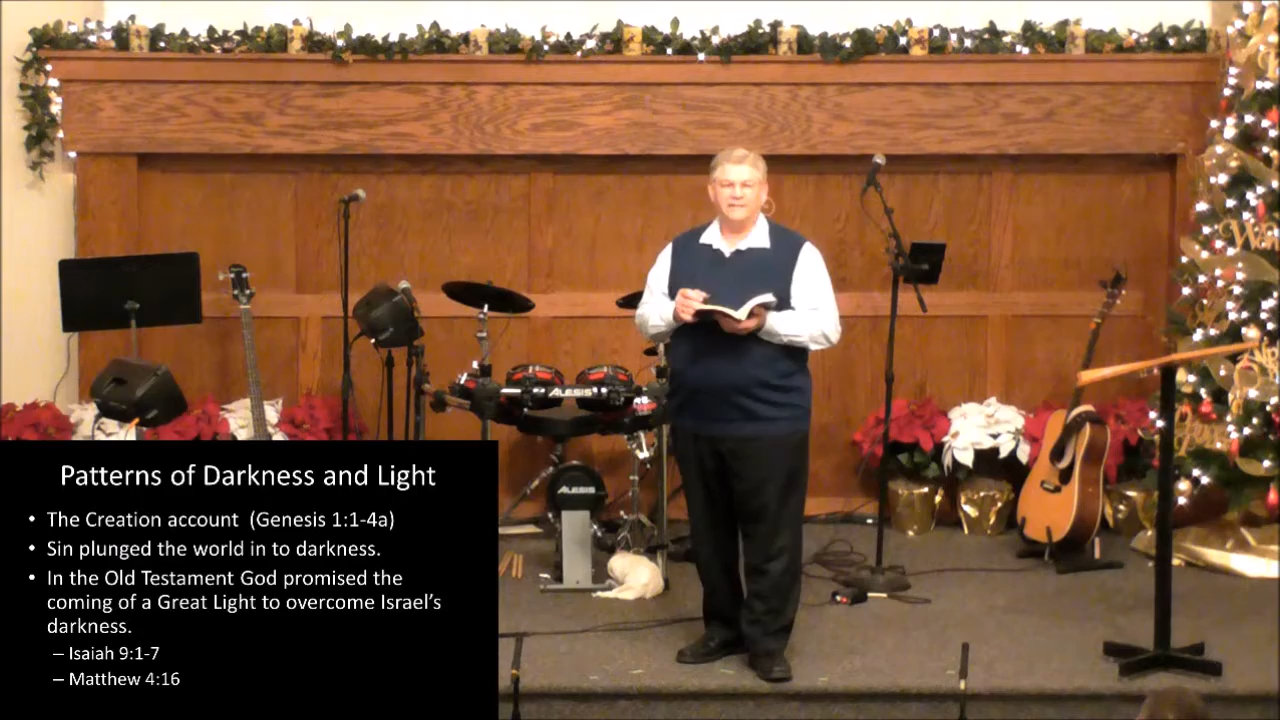 ALESIS
ALESIS
Patterns of Darkness and Light
• The Creation account (Genesis 1:1-4a)
• Sin plunged the world in to darkness.
• In the Old Testament God promised the
coming of a Great Light to overcome Israel’s
darkness.
– Isaiah 9:1-7
– Matthew 4:16